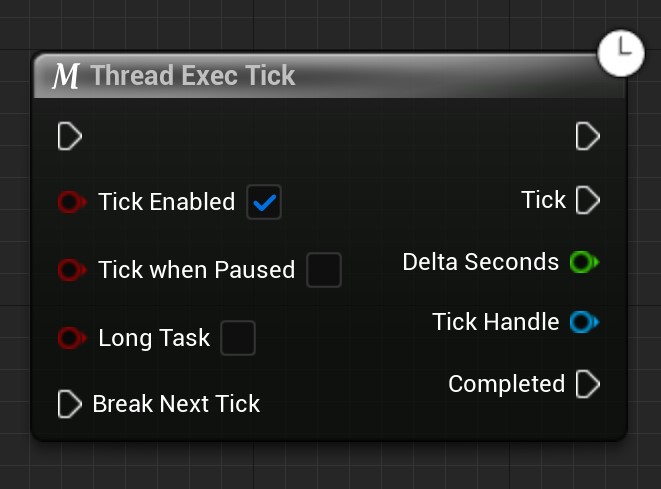 M Thread Exec Tick
Tick Enabled
Tick
Tick when Paused
Delta Seconds
Long Task
Tick Handle
Break Next Tick
Completed